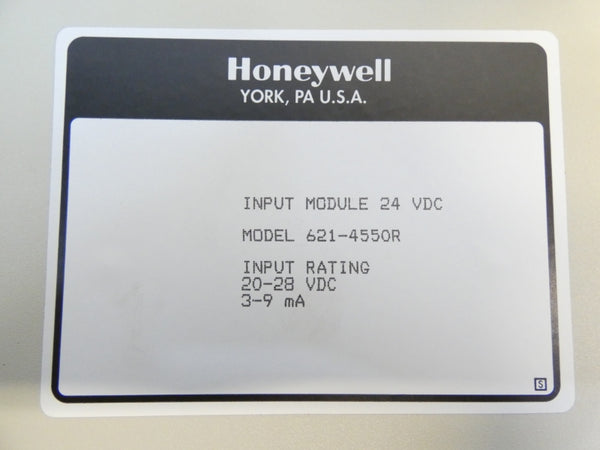 Honeywell
YORK, PA U.S.A.
INPUT MODULE 24 VDC
MODEL 621-4550R
INPUT RATING
20-28 VDC
3-9 mA
S